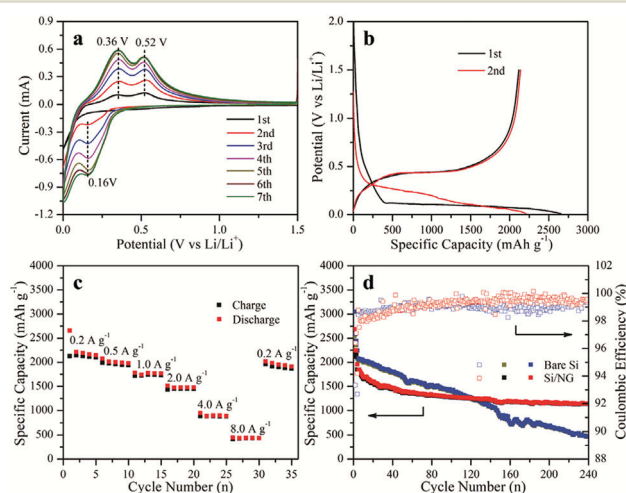 a
0.36 V 0.52 V
0.16V
1st
2nd
3rd
4th
5th
6th
7th
0.6
0.3
0.0
-0.3
-0.6
-0.9
-1.2
0.0 0.5 1.0 1.5
Current (mA)
Potential (V vs Li/Li⁺)
b
1st
2nd
2.0
1.5
1.0
0.5
0.0
0 500 1000 1500 2000 2500 3000
Potential (V vs Li/Li⁺)
Specific Capacity (mAh g⁻¹)
c
Charge
Discharge
0.2 A g⁻¹
0.5 A g⁻¹
1.0 A g⁻¹
2.0 A g⁻¹
4.0 A g⁻¹
8.0 A g⁻¹
0.2 A g⁻¹
4000
3500
3000
2500
2000
1500
1000
500
0
0 5 10 15 20 25 30 35
Specific Capacity (mAh g⁻¹)
Cycle Number (n)
d
Bare Si
Si/NG
4000
3500
3000
2500
2000
1500
1000
500
0
0 40 80 120 160 200 240
102
100
98
96
94
92
90
88
Specific Capacity (mAh g⁻¹)
Coulombic Efficiency (%)
Cycle Number (n)